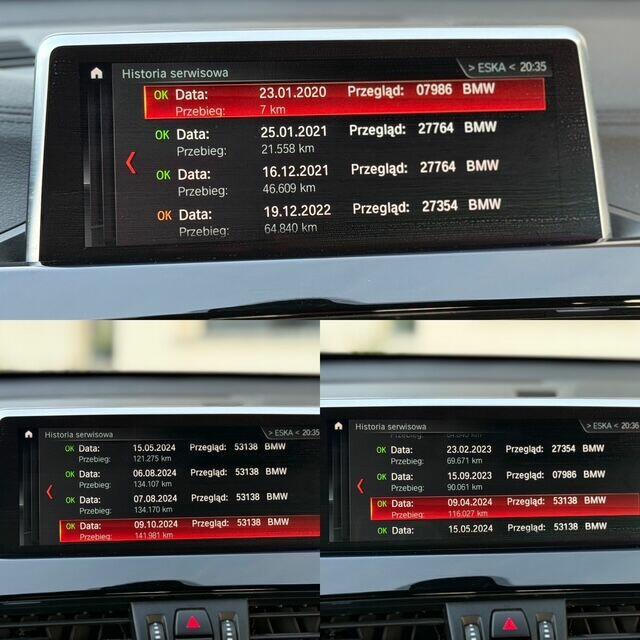 Historia serwisowa > ESKA < 20:35
OK Data: 23.01.2020 Przegląd: 07986 BMW
Przebieg: 7 km
OK Data: 25.01.2021 Przegląd: 27764 BMW
Przebieg: 21.558 km
OK Data: 16.12.2021 Przegląd: 27764 BMW
Przebieg: 46.609 km
OK Data: 19.12.2022 Przegląd: 27354 BMW
Przebieg: 64.840 km
Historia serwisowa > ESKA < 20:35
OK Data: 15.05.2024 Przegląd: 53138 BMW
Przebieg: 121.275 km
OK Data: 06.08.2024 Przegląd: 53138 BMW
Przebieg: 134.107 km
OK Data: 07.08.2024 Przegląd: 53138 BMW
Przebieg: 134.170 km
OK Data: 09.10.2024 Przegląd: 53138 BMW
Przebieg: 141.981 km
Historia serwisowa > ESKA < 20:36
Przebieg: 64.840 km
OK Data: 23.02.2023 Przegląd: 27354 BMW
Przebieg: 69.671 km
OK Data: 15.09.2023 Przegląd: 07986 BMW
Przebieg: 90.061 km
OK Data: 09.04.2024 Przegląd: 53138 BMW
Przebieg: 116.027 km
OK Data: 15.05.2024 Przegląd: 53138 BMW